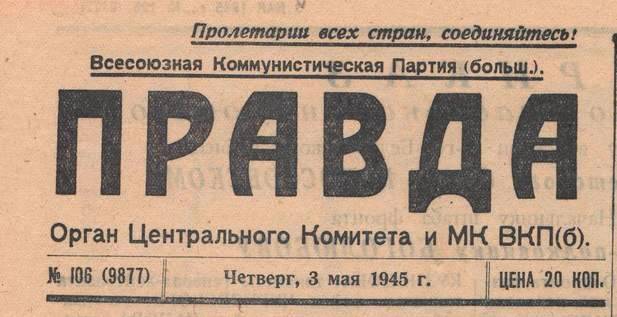 Пролетарии всех стран, соединяйтесь!
Всесоюзная Коммунистическая Партия (больш.).
ПРАВДА
Орган Центрального Комитета и МК ВКП(б).
№ 106 (9877) Четверг, 3 мая 1945 г. ЦЕНА 20 КОП.